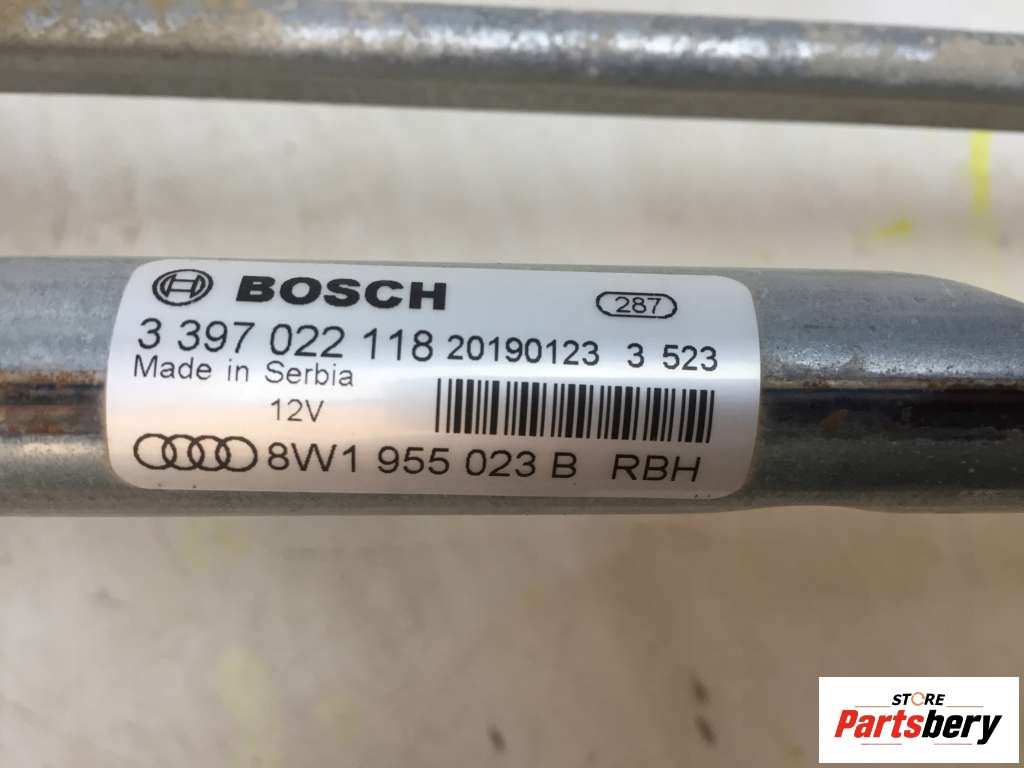 BOSCH 287
3 397 022 118 20190123 3 523
Made in Serbia
12V
8W1 955 023 B RBH
STORE
Partsbery